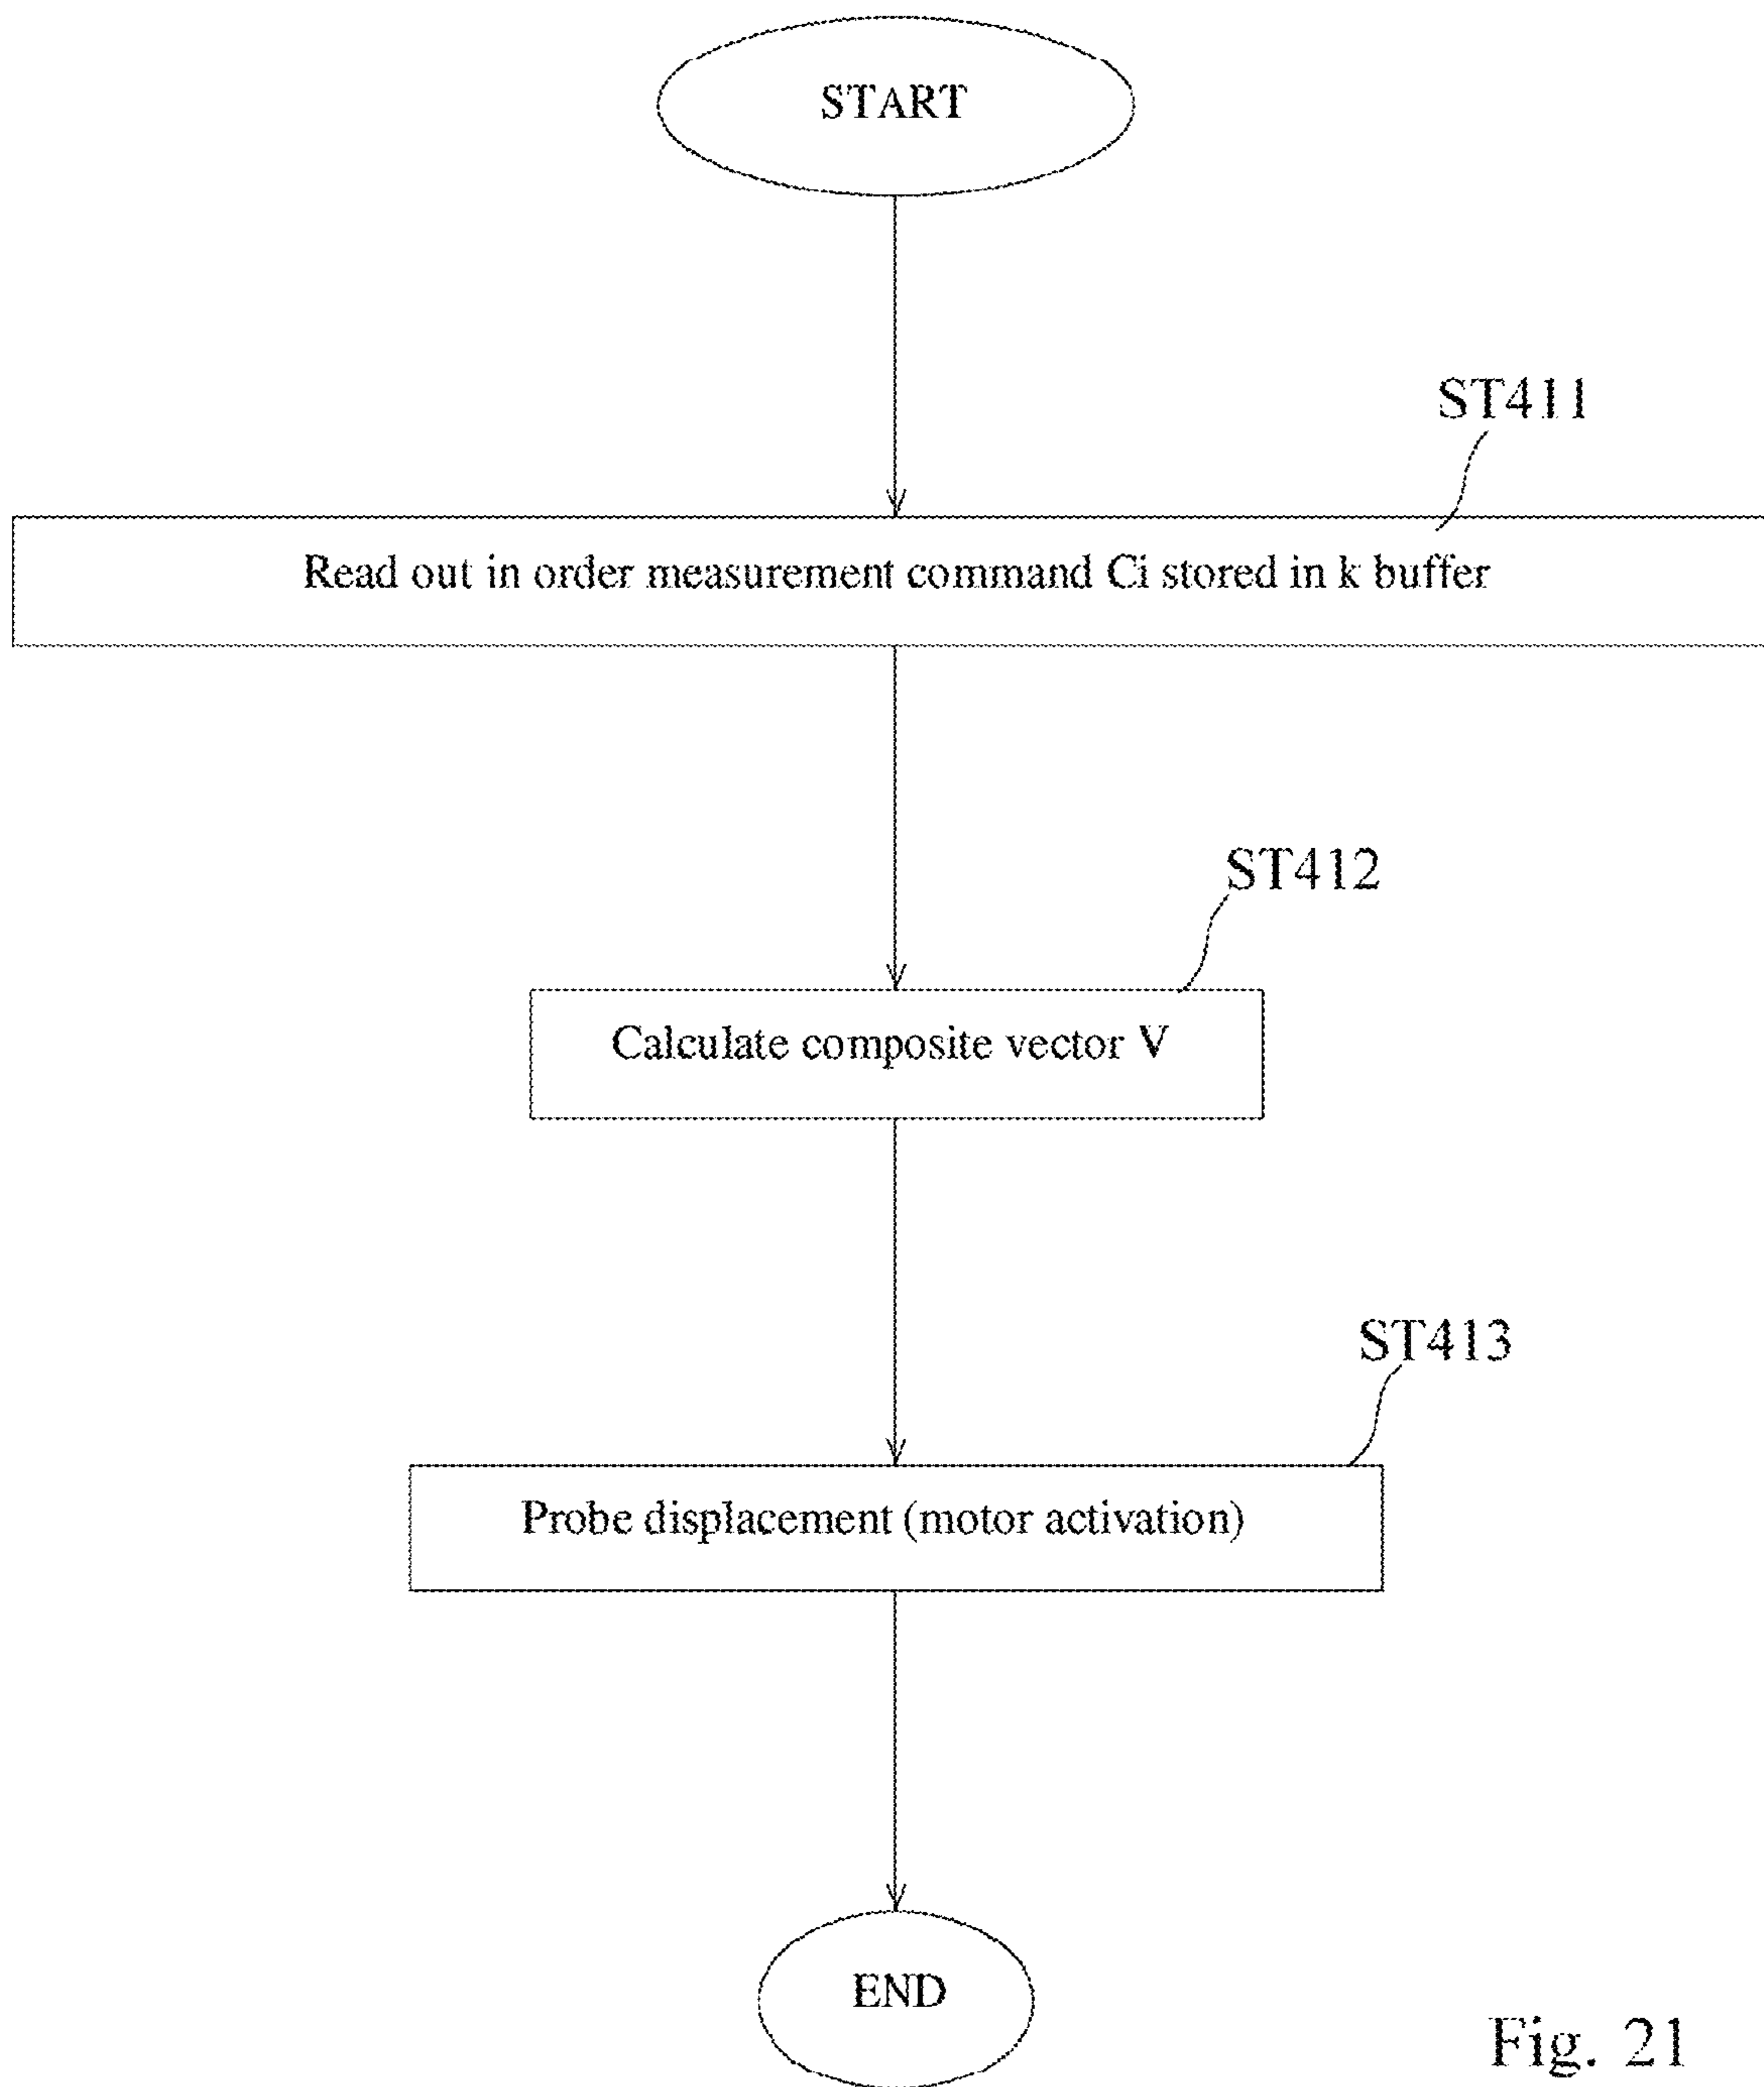 START
ST411
Read out in order measurement command Ci stored in k buffer
ST412
Calculate composite vector V
ST413
Probe displacement (motor activation)
END
Fig. 21